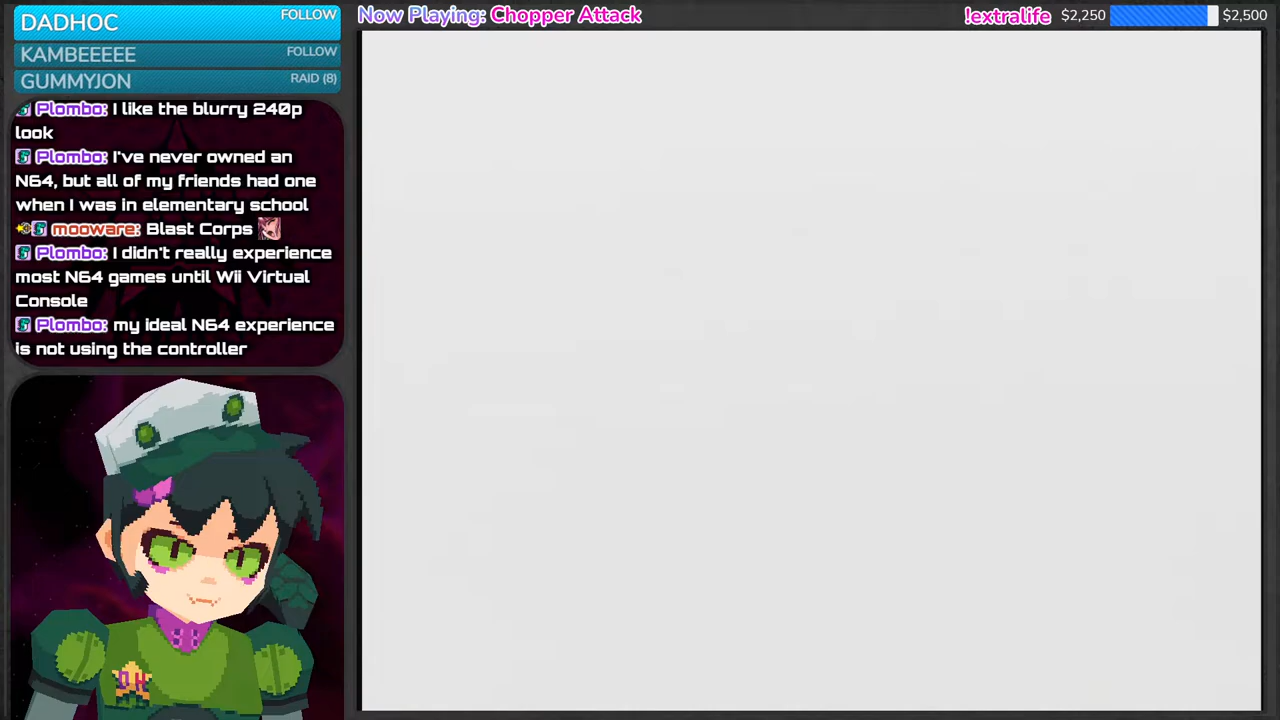 DADHOC FOLLOW
KAMBEEEEE FOLLOW
GUMMYJON RAID (8)
Now Playing: Chopper Attack
!extralife $2,250 $2,500
Plombo: I like the blurry 240p
look
Plombo: I've never owned an
N64, but all of my friends had one
when I was in elementary school
mooware: Blast Corps
Plombo: I didn't really experience
most N64 games until Wii Virtual
Console
Plombo: my ideal N64 experience
is not using the controller